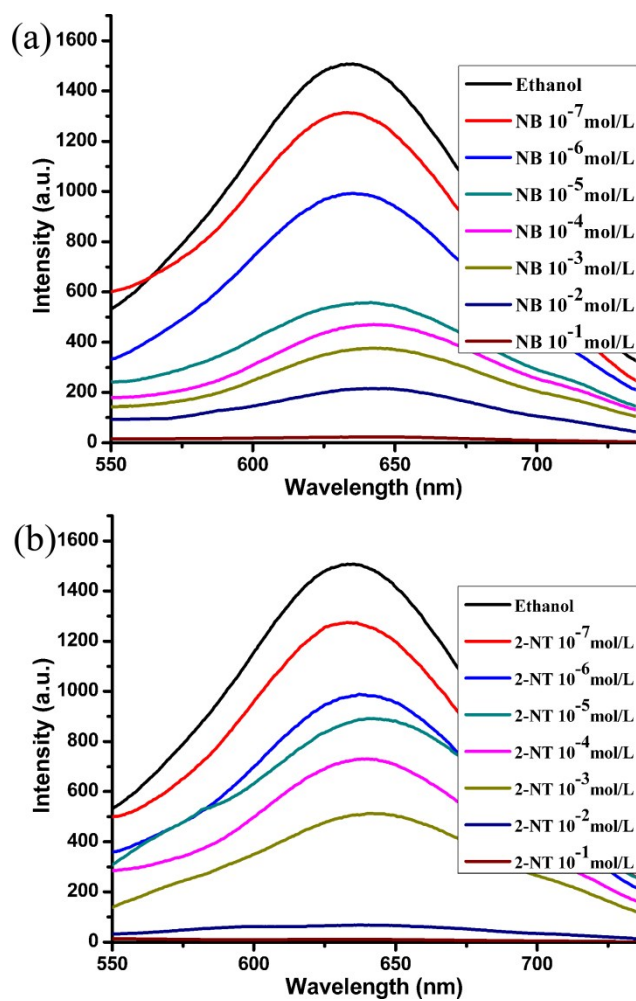 (a)
1600
1400
1200
1000
800
600
400
200
0
Intensity (a.u.)
Ethanol
NB 10⁻⁷mol/L
NB 10⁻⁶mol/L
NB 10⁻⁵mol/L
NB 10⁻⁴mol/L
NB 10⁻³mol/L
NB 10⁻²mol/L
NB 10⁻¹mol/L
550 600 650 700
Wavelength (nm)
(b)
1600
1400
1200
1000
800
600
400
200
0
Intensity (a.u.)
Ethanol
2-NT 10⁻⁷mol/L
2-NT 10⁻⁶mol/L
2-NT 10⁻⁵mol/L
2-NT 10⁻⁴mol/L
2-NT 10⁻³mol/L
2-NT 10⁻²mol/L
2-NT 10⁻¹mol/L
550 600 650 700
Wavelength (nm)